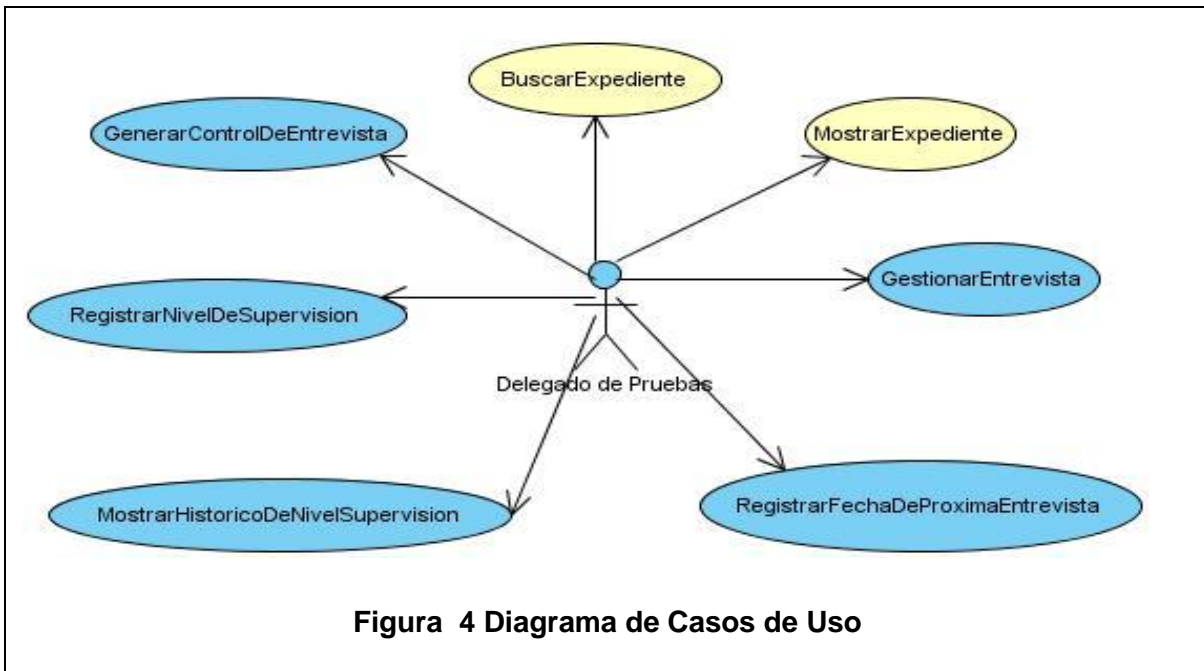 BuscarExpediente
GenerarControlDeEntrevista
MostrarExpediente
GestionarEntrevista
RegistrarNivelDeSupervision
Delegado de Pruebas
MostrarHistoricoDeNivelSupervision
RegistrarFechaDeProximaEntrevista
Figura 4 Diagrama de Casos de Uso